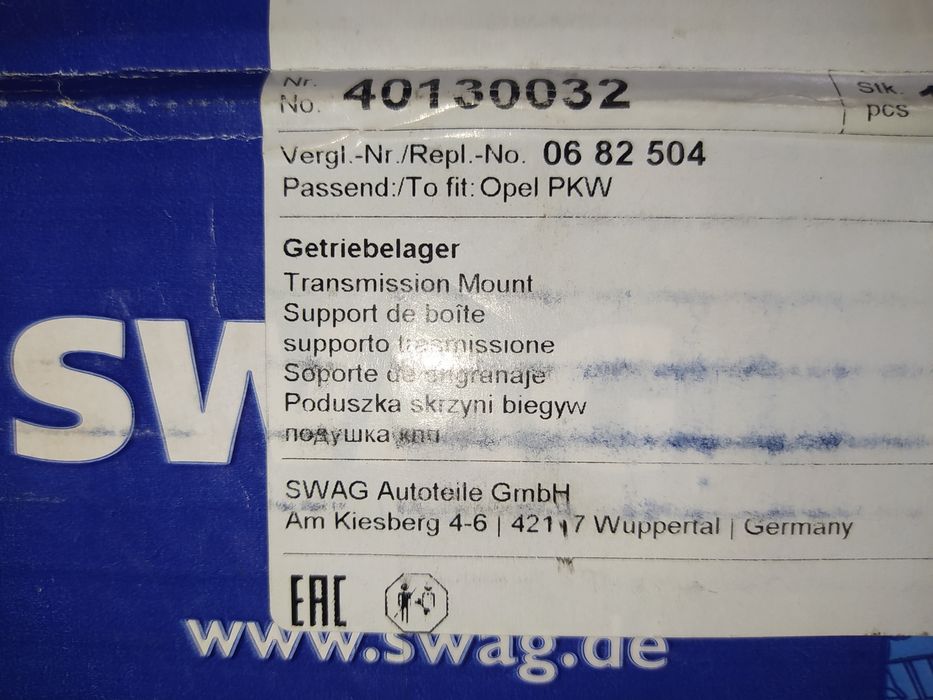 Nr.
No. 40130032
Stk.
pcs
Vergl.-Nr./Repl.-No. 06 82 504
Passend:/To fit: Opel PKW
Getriebelager
Transmission Mount
Support de boîte
supporto trasmissione
Soporte de engranaje
Poduszka skrzyni biegyw
подушка кпп
SW
SWAG Autoteile GmbH
Am Kiesberg 4-6 | 42117 Wuppertal | Germany
EAC
www.swag.de